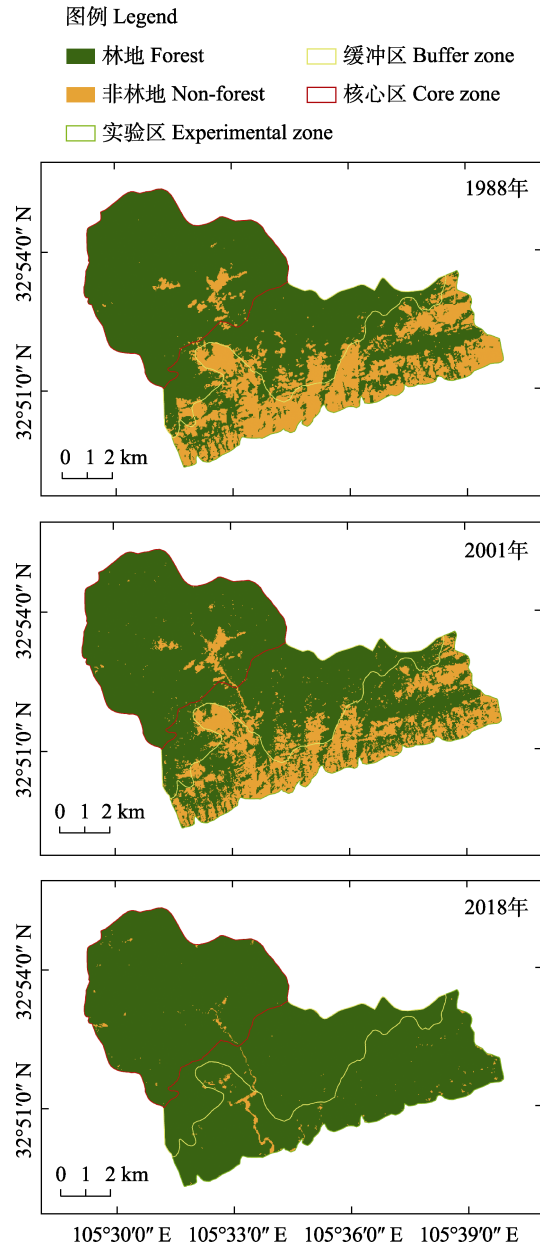 图例 Legend
林地 Forest
缓冲区 Buffer zone
非林地 Non-forest
核心区 Core zone
实验区 Experimental zone
1988年
32°54′0″ N
32°51′0″ N
0 1 2 km
2001年
32°54′0″ N
32°51′0″ N
0 1 2 km
2018年
32°54′0″ N
32°51′0″ N
0 1 2 km
105°30′0″ E 105°33′0″ E 105°36′0″ E 105°39′0″ E